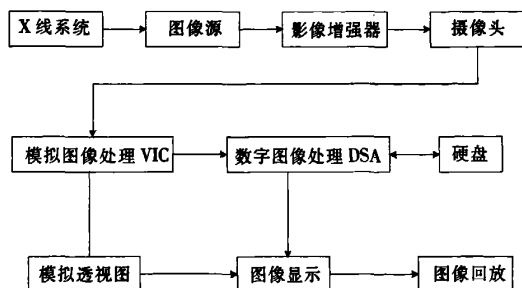 X线系统
图像源
影像增强器
摄像头
模拟图像处理 VIC
数字图像处理 DSA
硬盘
模拟透视图
图像显示
图像回放